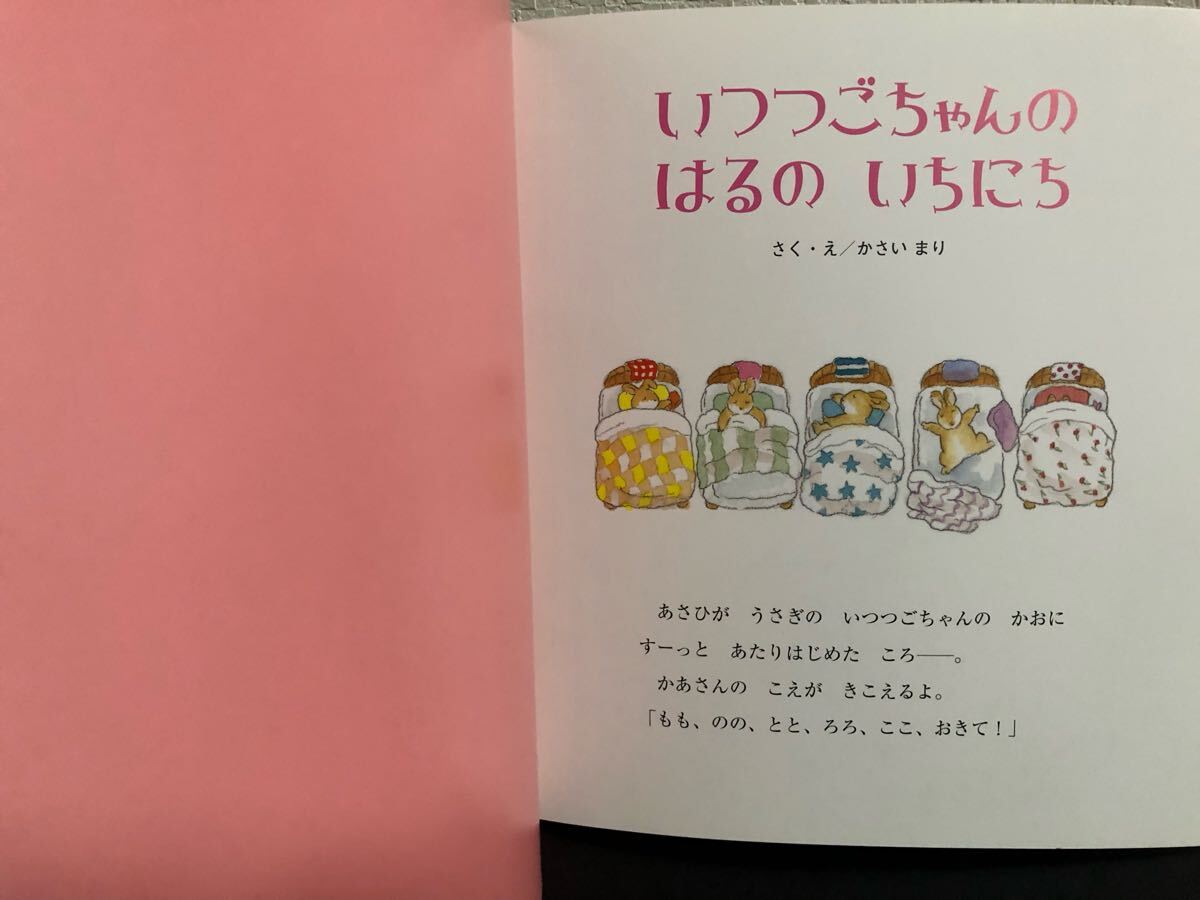 いつつごちゃんの
はるの いちにち
さく・え／かさい まり
あさひが うさぎの いつつごちゃんの かおに
すーっと あたりはじめた ころ――。
かあさんの こえが きこえるよ。
「もも、のの、とと、ろろ、ここ、おきて！」